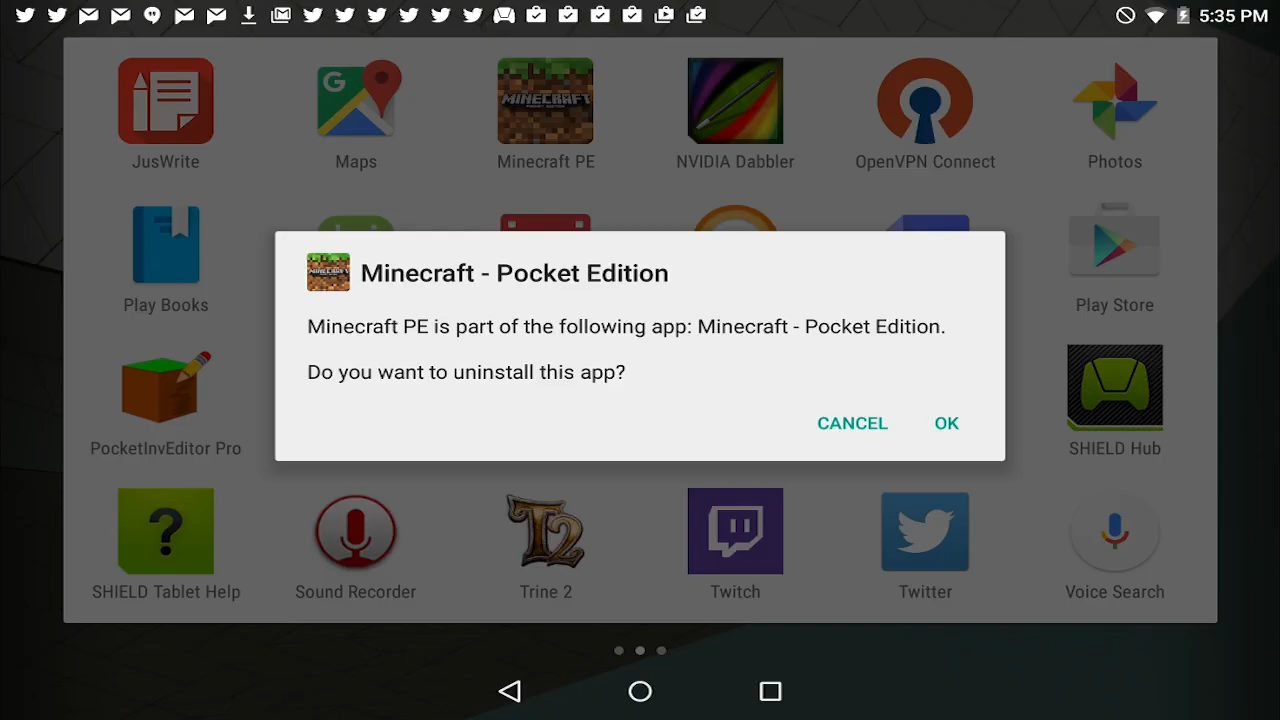 5:35 PM
JusWrite
Maps
Minecraft PE
NVIDIA Dabbler
OpenVPN Connect
Photos
Play Books
Play Store
Minecraft - Pocket Edition
Minecraft PE is part of the following app: Minecraft - Pocket Edition.
Do you want to uninstall this app?
CANCEL
OK
PocketInvEditor Pro
SHIELD Hub
SHIELD Tablet Help
Sound Recorder
Trine 2
Twitch
Twitter
Voice Search